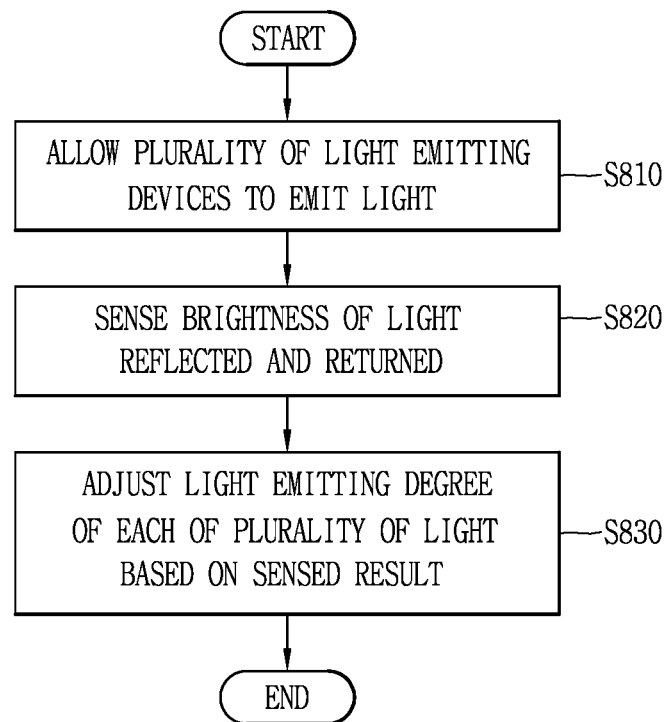 START
ALLOW PLURALITY OF LIGHT EMITTING
DEVICES TO EMIT LIGHT
S810
SENSE BRIGHTNESS OF LIGHT
REFLECTED AND RETURNED
S820
ADJUST LIGHT EMITTING DEGREE
OF EACH OF PLURALITY OF LIGHT
BASED ON SENSED RESULT
S830
END